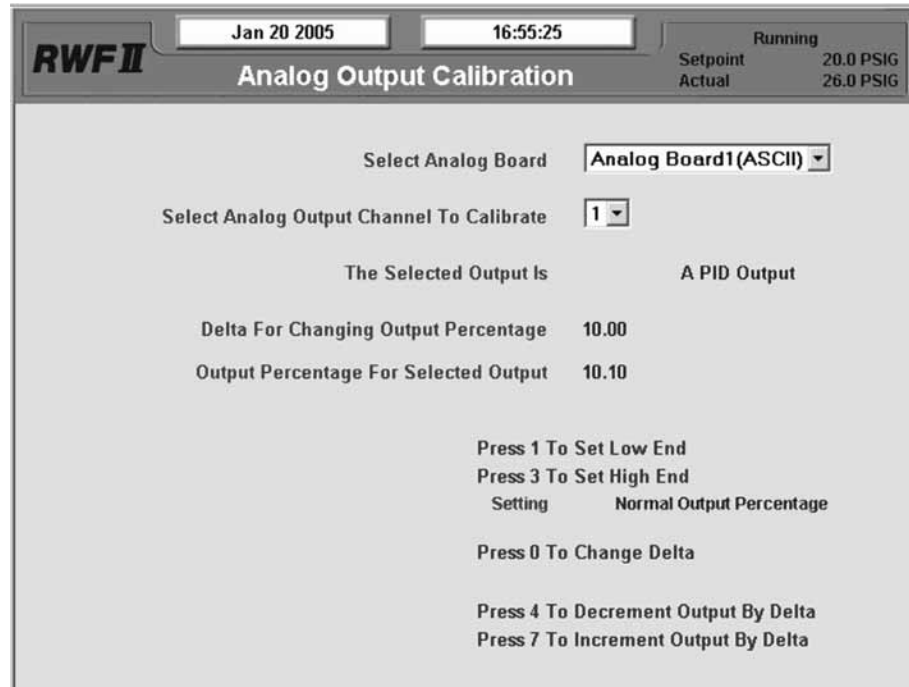 RWF II
Jan 20 2005
16:55:25
Analog Output Calibration
Running
Setpoint 20.0 PSIG
Actual 26.0 PSIG
Select Analog Board Analog Board1(ASCII)
Select Analog Output Channel To Calibrate 1
The Selected Output Is A PID Output
Delta For Changing Output Percentage 10.00
Output Percentage For Selected Output 10.10
Press 1 To Set Low End
Press 3 To Set High End
Setting Normal Output Percentage
Press 0 To Change Delta
Press 4 To Decrement Output By Delta
Press 7 To Increment Output By Delta